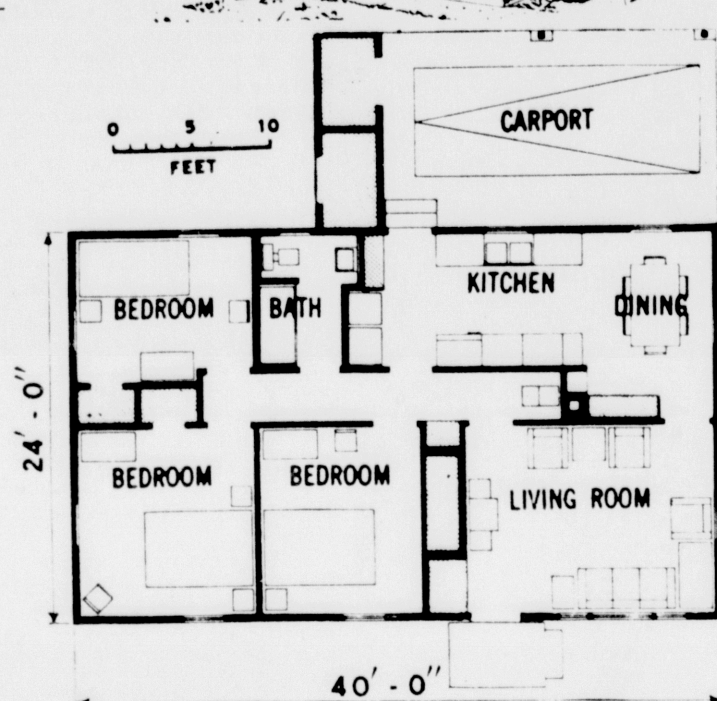 CARPORT
0 5 10
FEET
BEDROOM
BATH
KITCHEN
DINING
24' - 0"
BEDROOM
BEDROOM
LIVING ROOM
40' - 0"